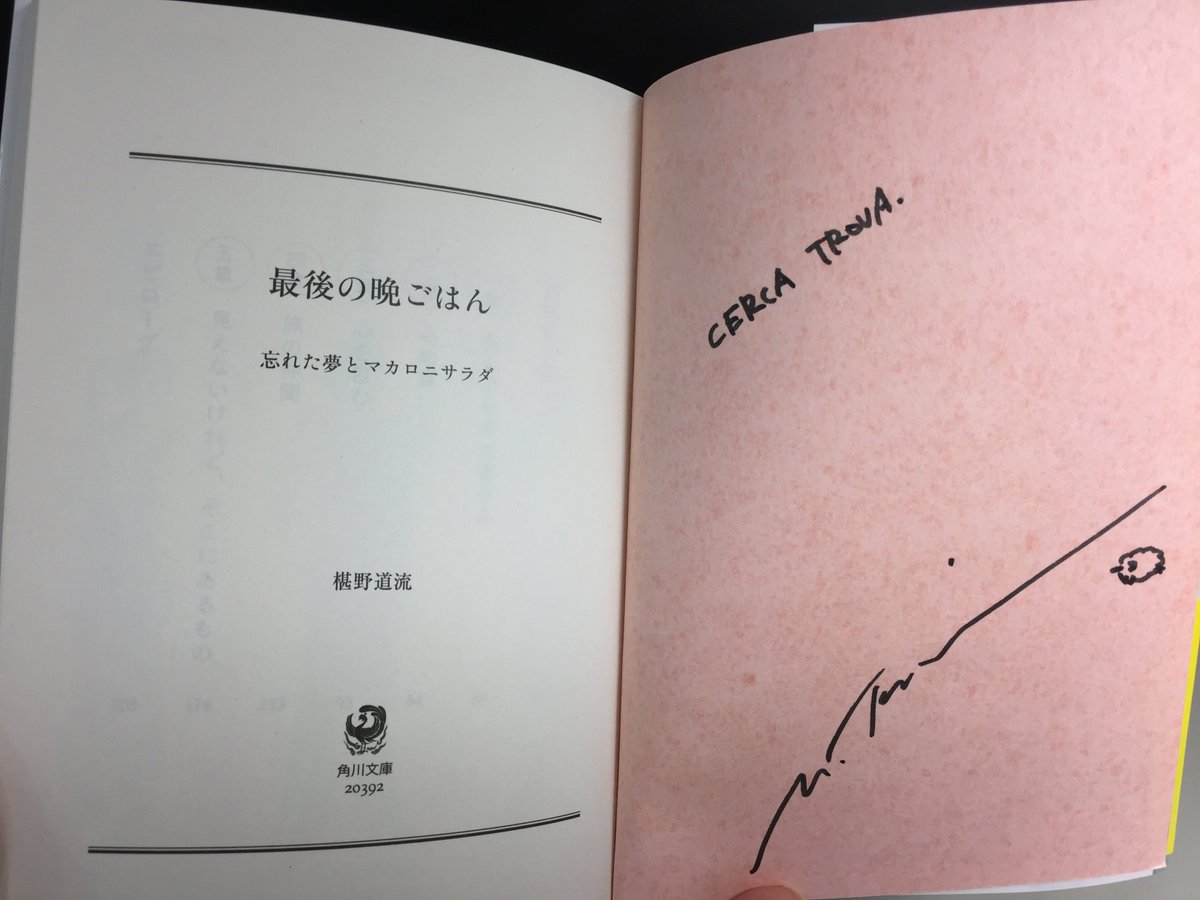 最後の晩ごはん
忘れた夢とマカロニサラダ
椹野道流
角川文庫
20392
CERCA TROVA.